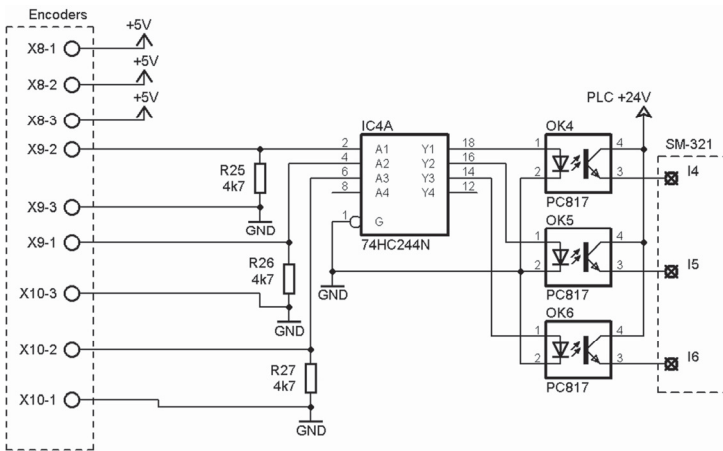 Encoders
X8-1
+5V
X8-2
+5V
X8-3
+5V
X9-2
X9-3
X9-1
X10-3
X10-2
X10-1
R25
4k7
GND
R26
4k7
GND
R27
4k7
GND
IC4A
2 A1 Y1 18
4 A2 Y2 16
6 A3 Y3 14
8 A4 Y4 12
1 G
74HC244N
GND
PLC +24V
OK4
1 4
2 3
PC817
OK5
1 4
2 3
PC817
OK6
1 4
2 3
PC817
SM-321
I4
I5
I6